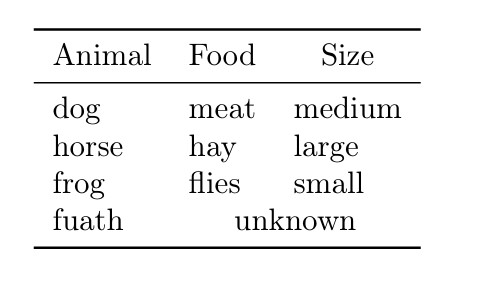 Animal Food Size
dog meat medium
horse hay large
frog flies small
fuath unknown